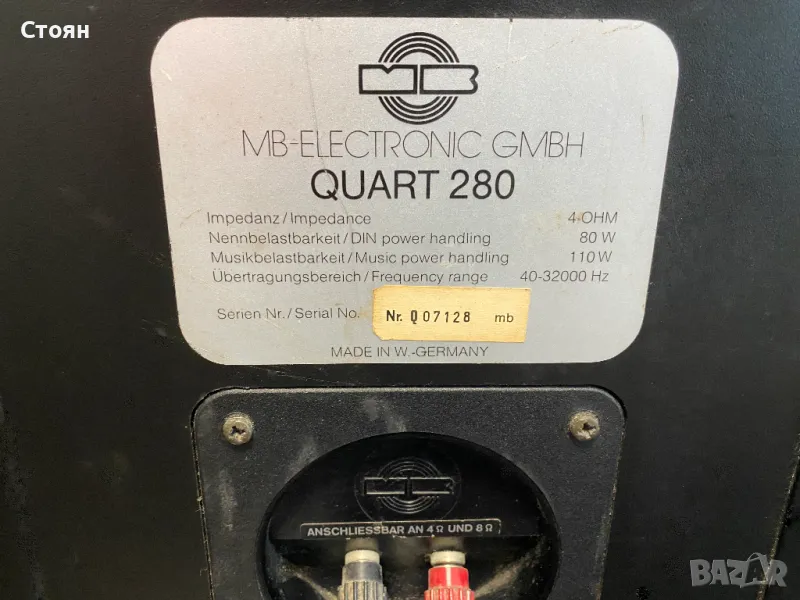 Стоян
MB
MB-ELECTRONIC GMBH
QUART 280
Impedanz/Impedance 4 OHM
Nennbelastbarkeit/DIN power handling 80 W
Musikbelastbarkeit/Music power handling 110 W
Übertragungsbereich/Frequency range 40-32000 Hz
Serien Nr./Serial No. Nr. Q07128 mb
MADE IN W.-GERMANY
MB
ANSCHLIESSBAR AN 4 Ω UND 8 Ω
BAZAR